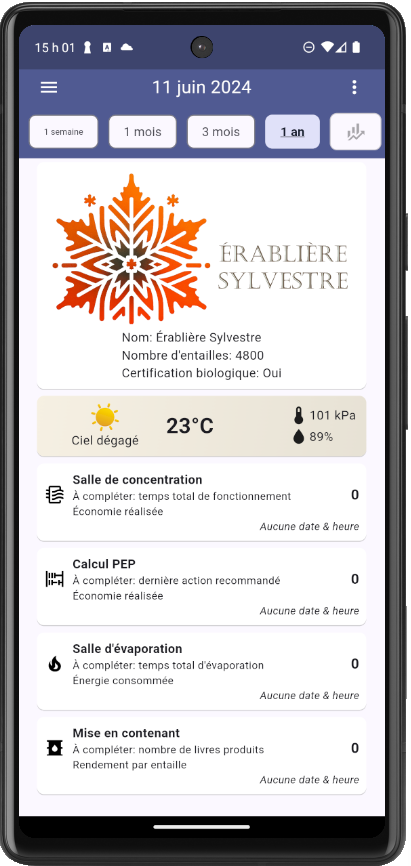 15 h 01
11 juin 2024
1 semaine
1 mois
3 mois
1 an
ÉRABLIÈRE
SYLVESTRE
Nom: Érablière Sylvestre
Nombre d'entailles: 4800
Certification biologique: Oui
Ciel dégagé
23°C
101 kPa
89%
Salle de concentration
À compléter: temps total de fonctionnement
Économie réalisée
0
Aucune date & heure
Calcul PEP
À compléter: dernière action recommandé
Économie réalisée
0
Aucune date & heure
Salle d'évaporation
À compléter: temps total d'évaporation
Énergie consommée
0
Aucune date & heure
Mise en contenant
À compléter: nombre de livres produits
Rendement par entaille
0
Aucune date & heure